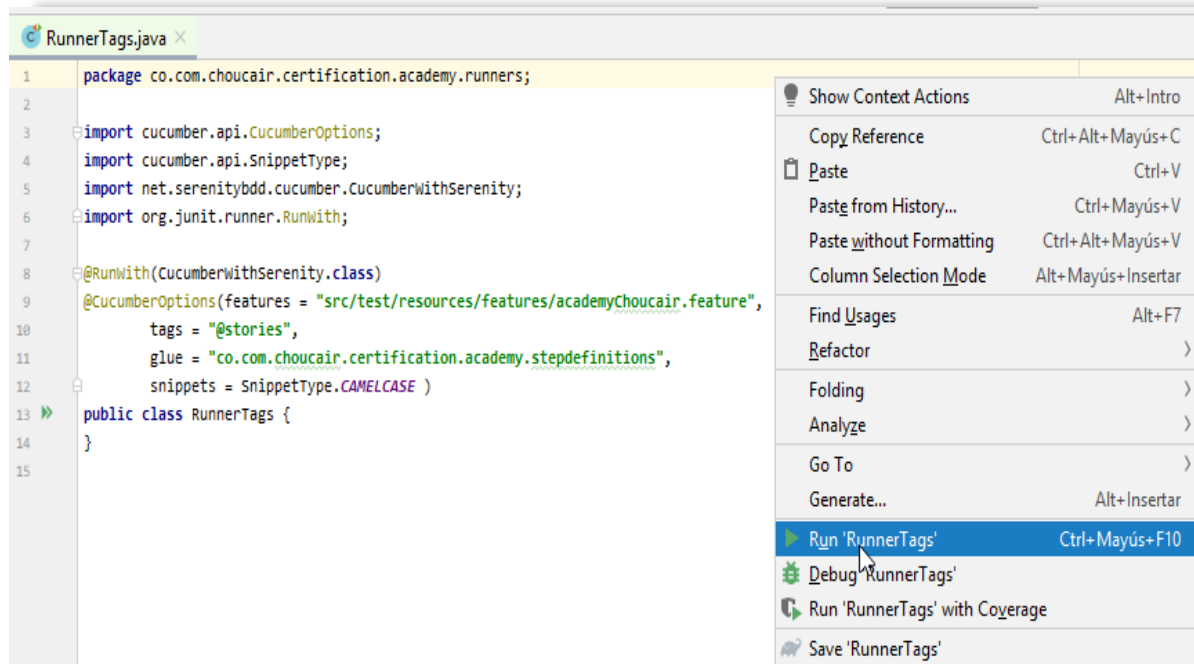 RunnerTags.java
1 package co.com.choucair.certification.academy.runners;
2
3 import cucumber.api.CucumberOptions;
4 import cucumber.api.SnippetType;
5 import net.serenitybdd.cucumber.CucumberWithSerenity;
6 import org.junit.runner.RunWith;
7
8 @RunWith(CucumberWithSerenity.class)
9 @CucumberOptions(features = "src/test/resources/features/academyChoucair.feature",
10 tags = "@stories",
11 glue = "co.com.choucair.certification.academy.stepdefinitions",
12 snippets = SnippetType.CAMELCASE )
13 public class RunnerTags {
14 }
15
Show Context Actions Alt+Intro
Copy Reference Ctrl+Alt+Mayús+C
Paste Ctrl+V
Paste from History... Ctrl+Mayús+V
Paste without Formatting Ctrl+Alt+Mayús+V
Column Selection Mode Alt+Mayús+Insertar
Find Usages Alt+F7
Refactor
Folding
Analyze
Go To
Generate... Alt+Insertar
Run 'RunnerTags' Ctrl+Mayús+F10
Debug 'RunnerTags'
Run 'RunnerTags' with Coverage
Save 'RunnerTags'